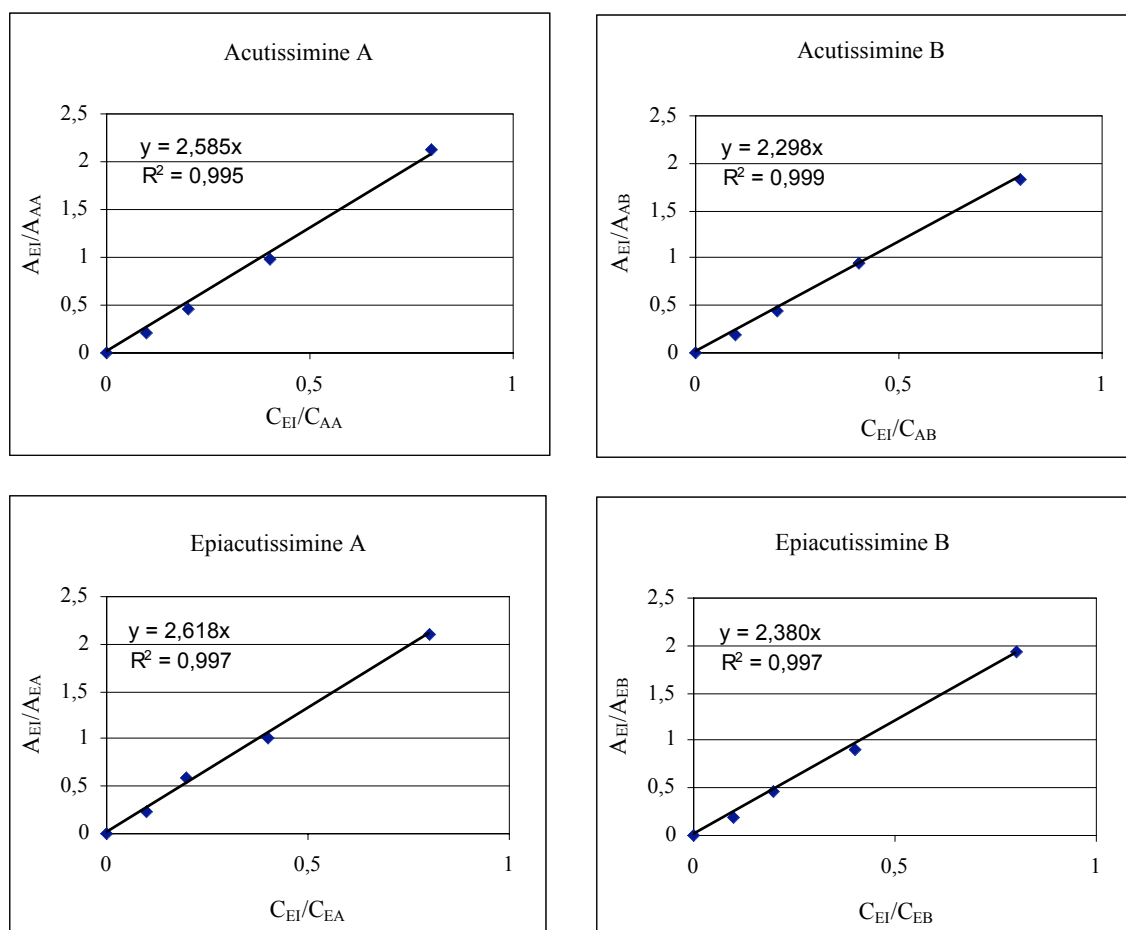 Acutissimine A
2,5
2
1,5
1
0,5
0
y = 2,585x
R² = 0,995
A_EI/A_AA
0 0,5 1
C_EI/C_AA
Acutissimine B
2,5
2
1,5
1
0,5
0
y = 2,298x
R² = 0,999
A_EI/A_AB
0 0,5 1
C_EI/C_AB
Epiacutissimine A
2,5
2
1,5
1
0,5
0
y = 2,618x
R² = 0,997
A_EI/A_EA
0 0,5 1
C_EI/C_EA
Epiacutissimine B
2,5
2
1,5
1
0,5
0
y = 2,380x
R² = 0,997
A_EI/A_EB
0 0,5 1
C_EI/C_EB